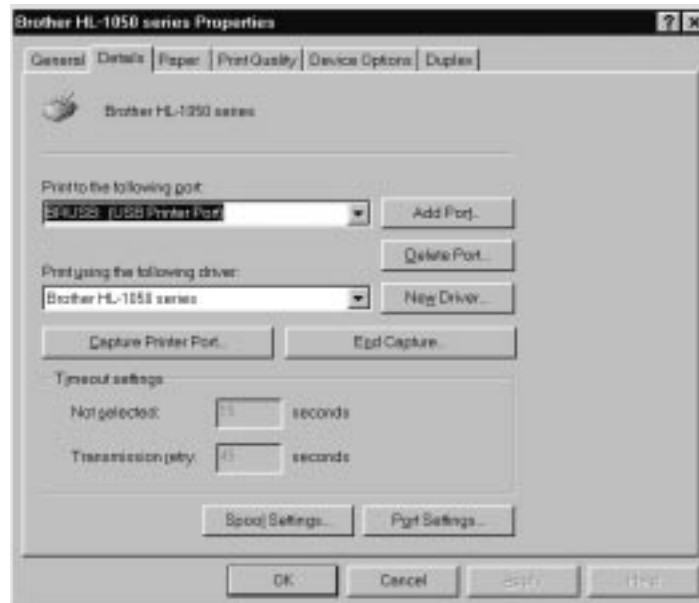 Brother HL-1050 series Properties
? ×
General Details Paper Print Quality Device Options Duplex
Brother HL-1050 series
Print to the following port:
BRUSB: (USB Printer Port)
Add Port...
Delete Port...
Print using the following driver:
Brother HL-1050 series
New Driver...
Capture Printer Port...
End Capture...
Timeout settings
Not selected: 15 seconds
Transmission retry: 45 seconds
Spool Settings... Port Settings...
OK Cancel Apply Help